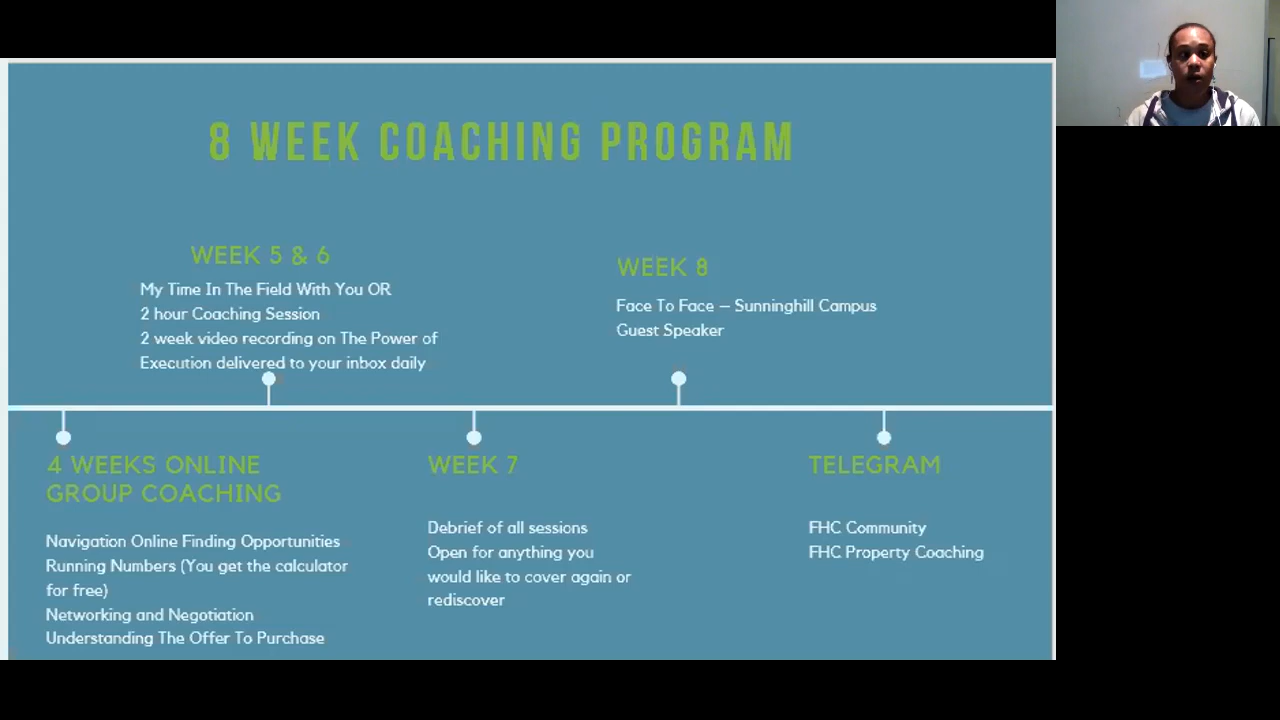 8 WEEK COACHING PROGRAM
WEEK 5 & 6
My Time In The Field With You OR
2 hour Coaching Session
2 week video recording on The Power of
Execution delivered to your inbox daily
WEEK 8
Face To Face – Sunninghill Campus
Guest Speaker
4 WEEKS ONLINE
GROUP COACHING
Navigation Online Finding Opportunities
Running Numbers (You get the calculator
for free)
Networking and Negotiation
Understanding The Offer To Purchase
WEEK 7
Debrief of all sessions
Open for anything you
would like to cover again or
rediscover
TELEGRAM
FHC Community
FHC Property Coaching